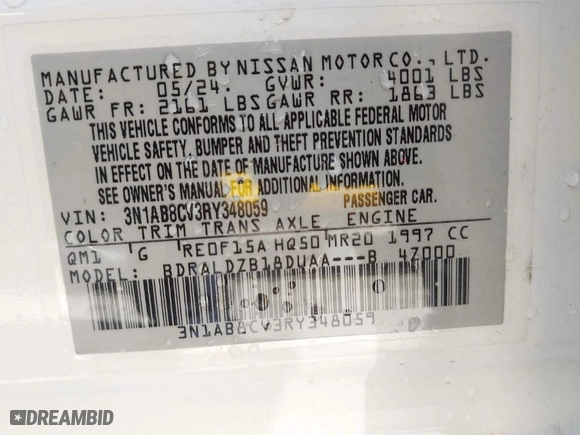 MANUFACTURED BY NISSAN MOTOR CO., LTD.
DATE: 05/24. GVWR: 4001 LBS
GAWR FR: 2161 LBS GAWR RR: 1863 LBS
THIS VEHICLE CONFORMS TO ALL APPLICABLE FEDERAL MOTOR
VEHICLE SAFETY, BUMPER AND THEFT PREVENTION STANDARDS
IN EFFECT ON THE DATE OF MANUFACTURE SHOWN ABOVE.
SEE OWNER'S MANUAL FOR ADDITIONAL INFORMATION.
VIN: 3N1AB8CV3RY348059 PASSENGER CAR.
COLOR TRIM TRANS AXLE ENGINE
QM1 G RE0F15A HQ50 MR20 1997 CC
MODEL: BDRALDZB18DUAA---B 4Z000
3N1AB8CV3RY348059
DREAMBID